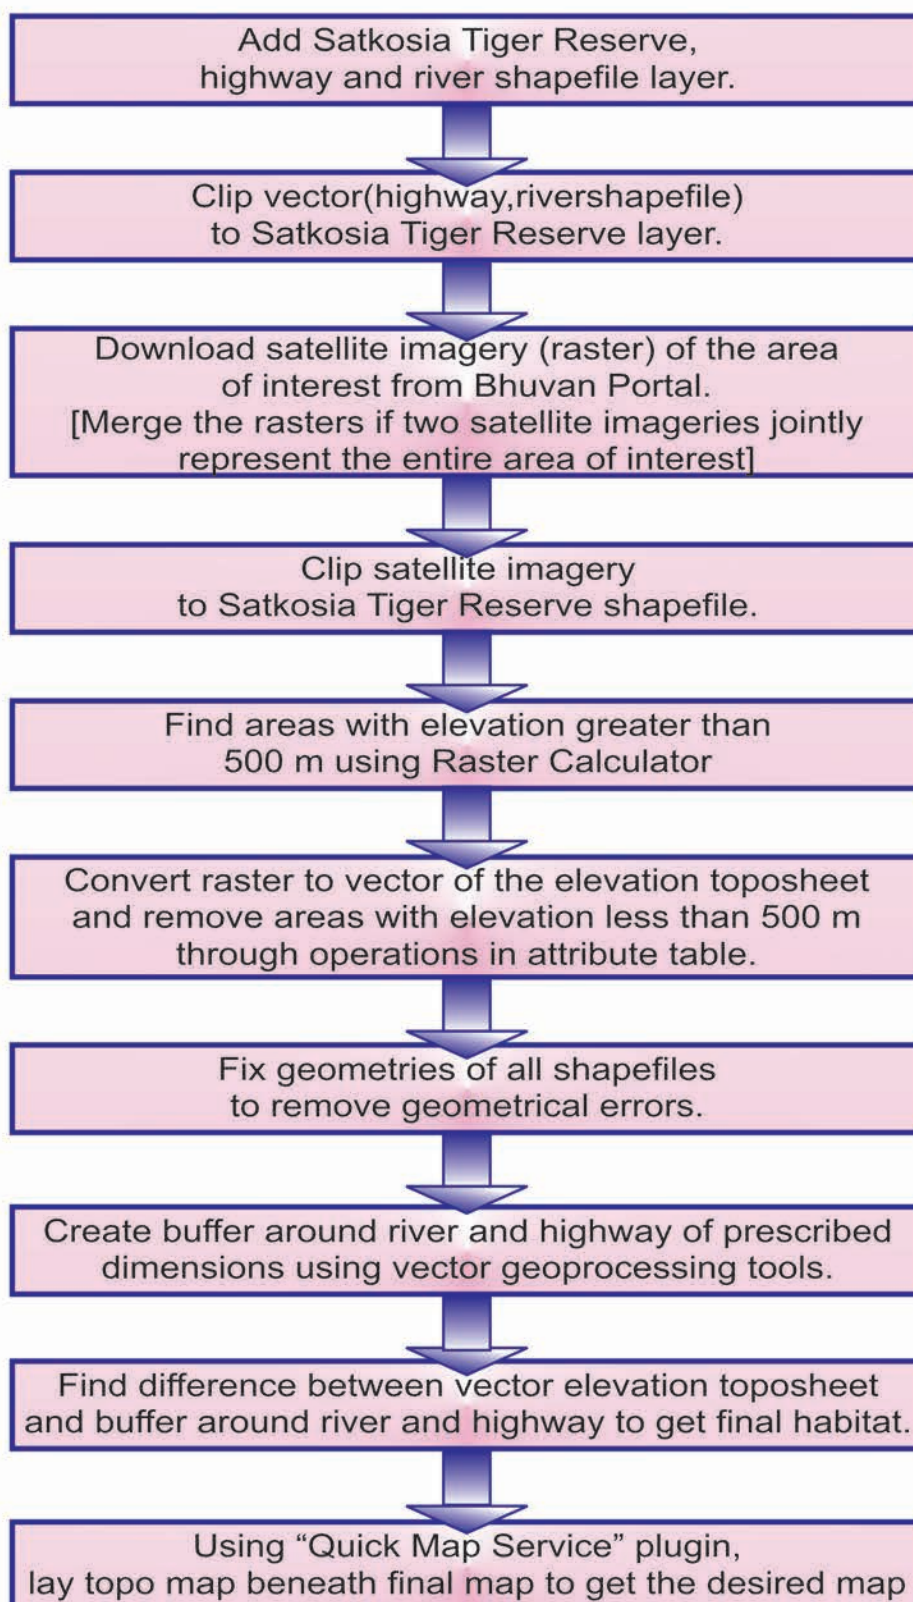 Add Satkosia Tiger Reserve,
highway and river shapefile layer.
Clip vector(highway,rivershapefile)
to Satkosia Tiger Reserve layer.
Download satellite imagery (raster) of the area
of interest from Bhuvan Portal.
[Merge the rasters if two satellite imageries jointly
represent the entire area of interest]
Clip satellite imagery
to Satkosia Tiger Reserve shapefile.
Find areas with elevation greater than
500 m using Raster Calculator
Convert raster to vector of the elevation toposheet
and remove areas with elevation less than 500 m
through operations in attribute table.
Fix geometries of all shapefiles
to remove geometrical errors.
Create buffer around river and highway of prescribed
dimensions using vector geoprocessing tools.
Find difference between vector elevation toposheet
and buffer around river and highway to get final habitat.
Using “Quick Map Service” plugin,
lay topo map beneath final map to get the desired map